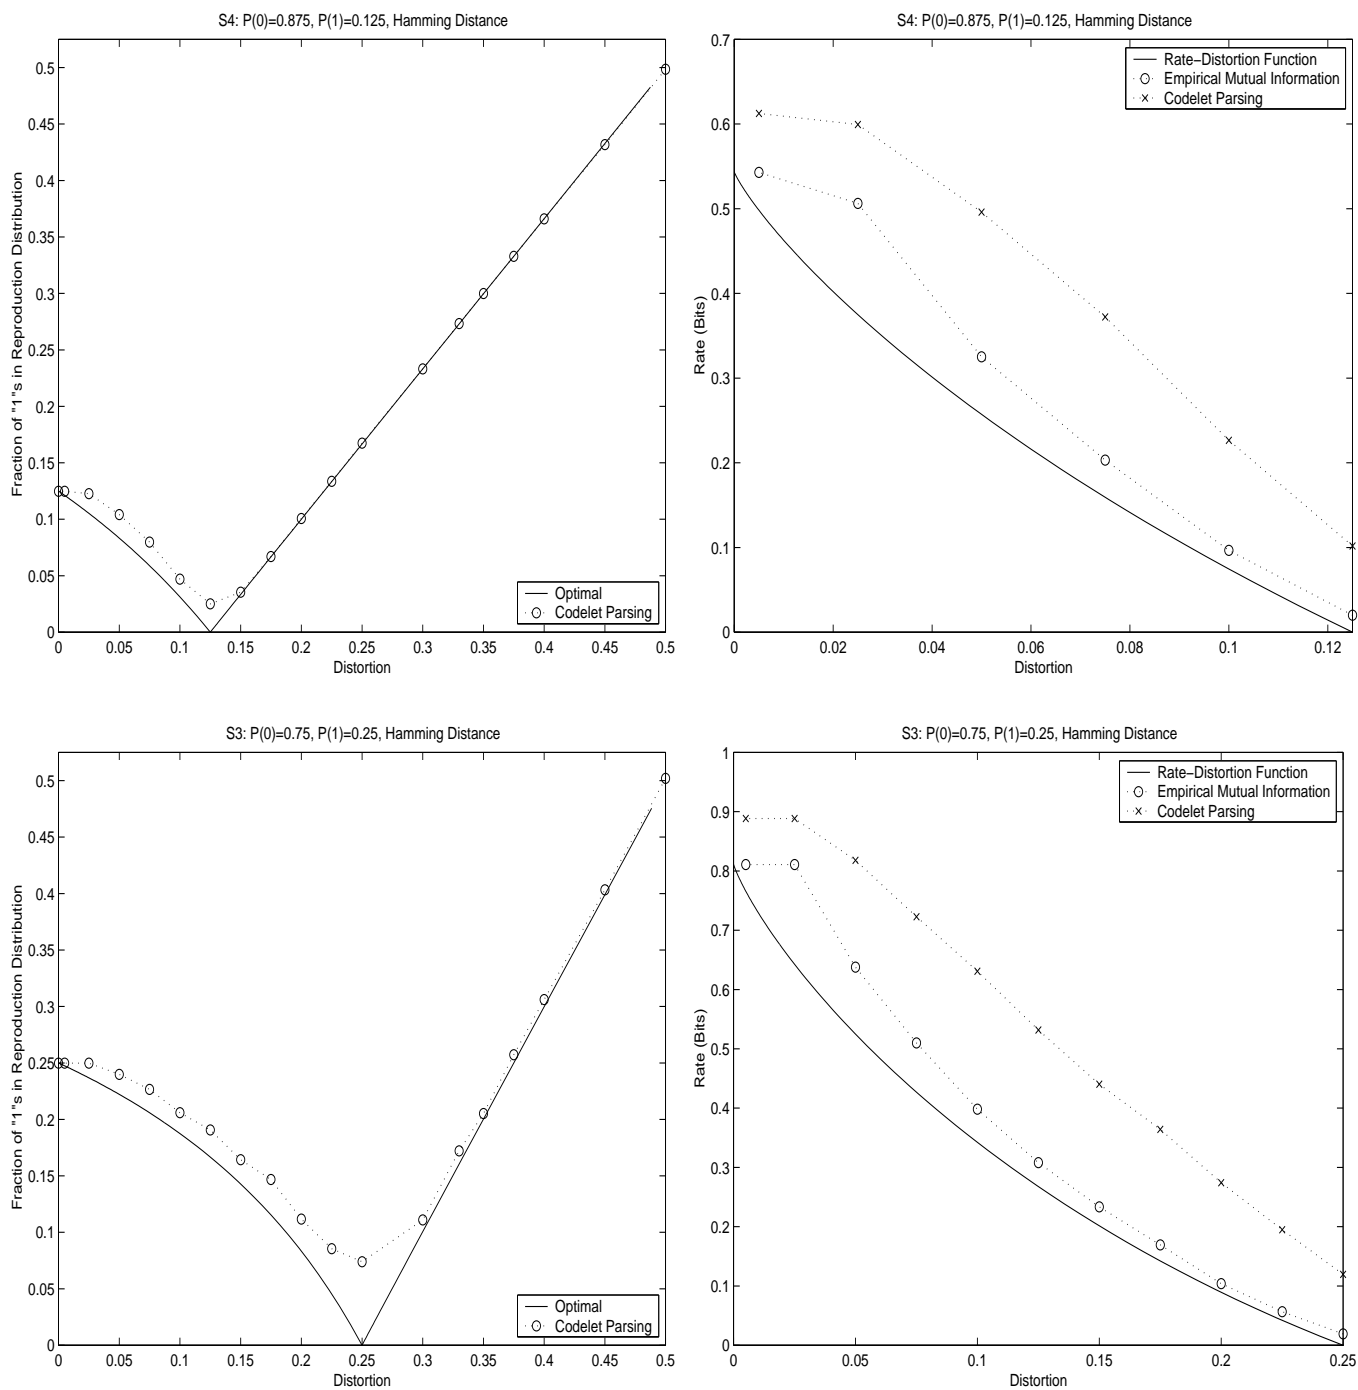 S4: P(0)=0.875, P(1)=0.125, Hamming Distance
Fraction of "1"s in Reproduction Distribution
0.5
0.45
0.4
0.35
0.3
0.25
0.2
0.15
0.1
0.05
0
0 0.05 0.1 0.15 0.2 0.25 0.3 0.35 0.4 0.45 0.5
Distortion
Optimal
Codelet Parsing
S4: P(0)=0.875, P(1)=0.125, Hamming Distance
Rate (Bits)
0.7
0.6
0.5
0.4
0.3
0.2
0.1
0
0 0.02 0.04 0.06 0.08 0.1 0.12
Distortion
Rate-Distortion Function
Empirical Mutual Information
Codelet Parsing
S3: P(0)=0.75, P(1)=0.25, Hamming Distance
Fraction of "1"s in Reproduction Distribution
0.5
0.45
0.4
0.35
0.3
0.25
0.2
0.15
0.1
0.05
0
0 0.05 0.1 0.15 0.2 0.25 0.3 0.35 0.4 0.45 0.5
Distortion
Optimal
Codelet Parsing
S3: P(0)=0.75, P(1)=0.25, Hamming Distance
Rate (Bits)
1
0.9
0.8
0.7
0.6
0.5
0.4
0.3
0.2
0.1
0
0 0.05 0.1 0.15 0.2 0.25
Distortion
Rate-Distortion Function
Empirical Mutual Information
Codelet Parsing